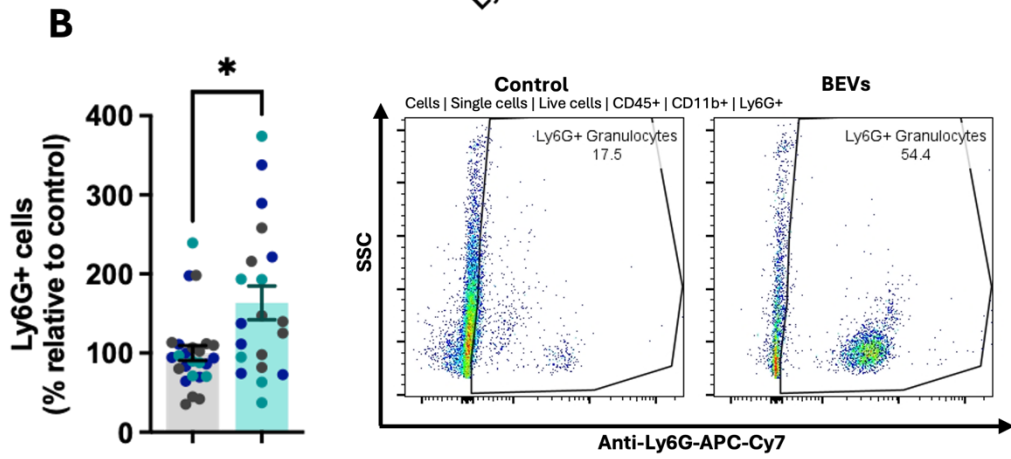 B
*
400
300
200
100
0
Ly6G+ cells
(% relative to control)
Control
BEVs
Cells | Single cells | Live cells | CD45+ | CD11b+ | Ly6G+
Ly6G+ Granulocytes
17.5
Ly6G+ Granulocytes
54.4
SSC
Anti-Ly6G-APC-Cy7